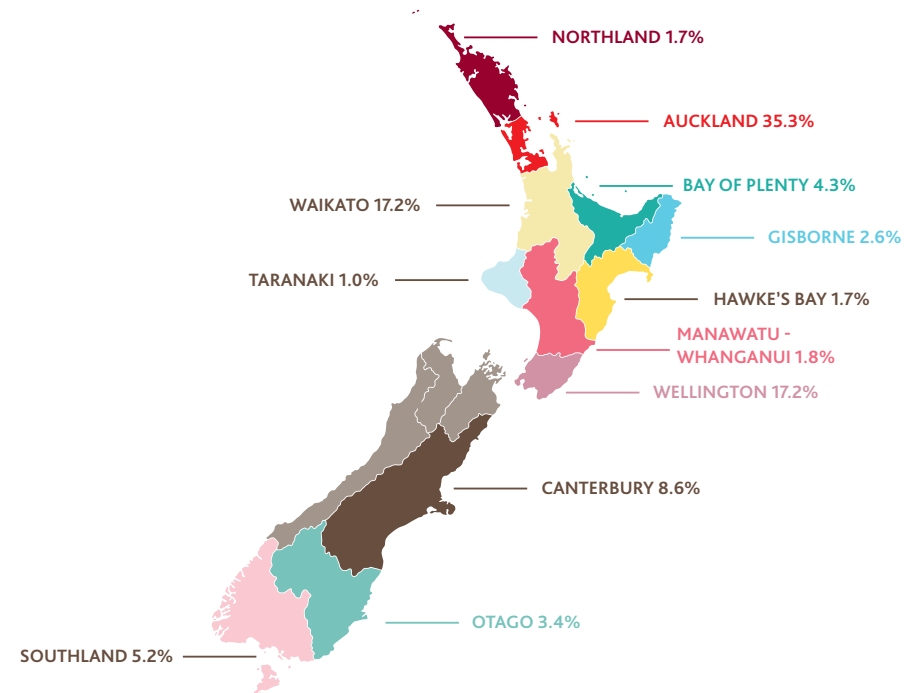 NORTHLAND 1.7%
AUCKLAND 35.3%
BAY OF PLENTY 4.3%
WAIKATO 17.2%
GISBORNE 2.6%
TARANAKI 1.0%
HAWKE'S BAY 1.7%
MANAWATU -
WHANGANUI 1.8%
WELLINGTON 17.2%
CANTERBURY 8.6%
OTAGO 3.4%
SOUTHLAND 5.2%